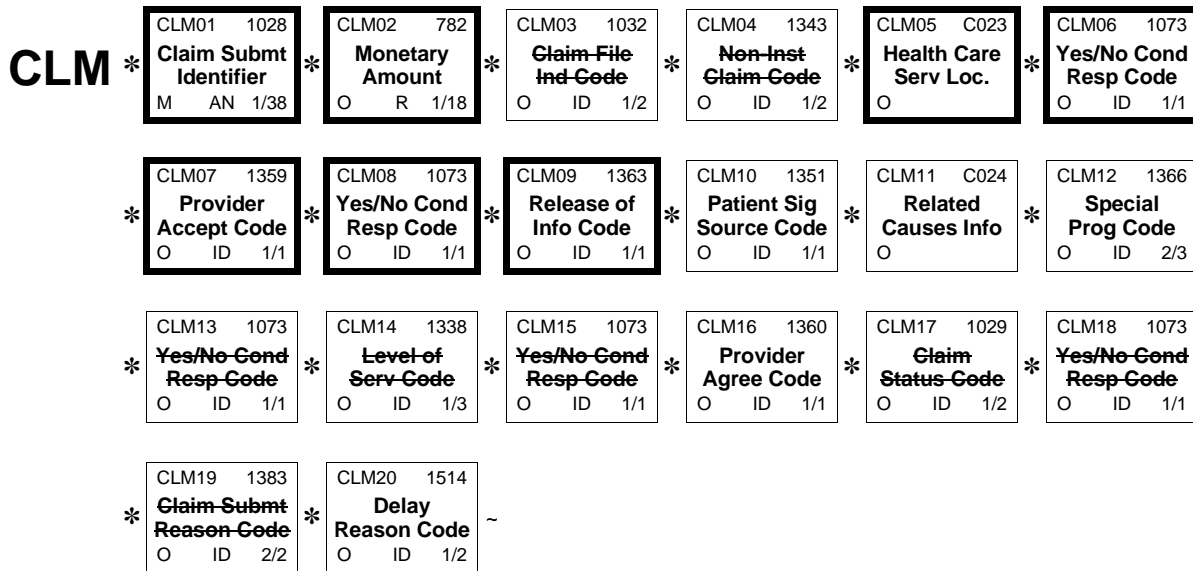 CLM01 1028 CLM02 782 CLM03 1032 CLM04 1343 CLM05 C023 CLM06 1073
CLM * Claim Submt * Monetary * Claim File * Non-Inst * Health Care * Yes/No Cond
Identifier Amount Ind Code Claim Code Serv Loc. Resp Code
M AN 1/38 O R 1/18 O ID 1/2 O ID 1/2 O O ID 1/1
CLM07 1359 CLM08 1073 CLM09 1363 CLM10 1351 CLM11 C024 CLM12 1366
* Provider * Yes/No Cond * Release of * Patient Sig * Related * Special
Accept Code Resp Code Info Code Source Code Causes Info Prog Code
O ID 1/1 O ID 1/1 O ID 1/1 O ID 1/1 O O ID 2/3
CLM13 1073 CLM14 1338 CLM15 1073 CLM16 1360 CLM17 1029 CLM18 1073
* Yes/No Cond * Level of * Yes/No Cond * Provider * Claim * Yes/No Cond
Resp Code Serv Code Resp Code Agree Code Status Code Resp Code
O ID 1/1 O ID 1/3 O ID 1/1 O ID 1/1 O ID 1/2 O ID 1/1
CLM19 1383 CLM20 1514
* Claim Submt * Delay ~
Reason Code Reason Code
O ID 2/2 O ID 1/2